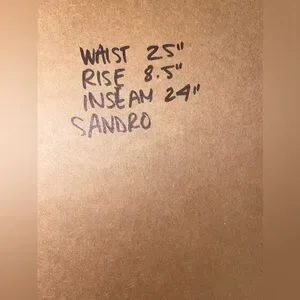 WAIST 25"
RISE 8.5"
INSEAM 24"
SANDRO